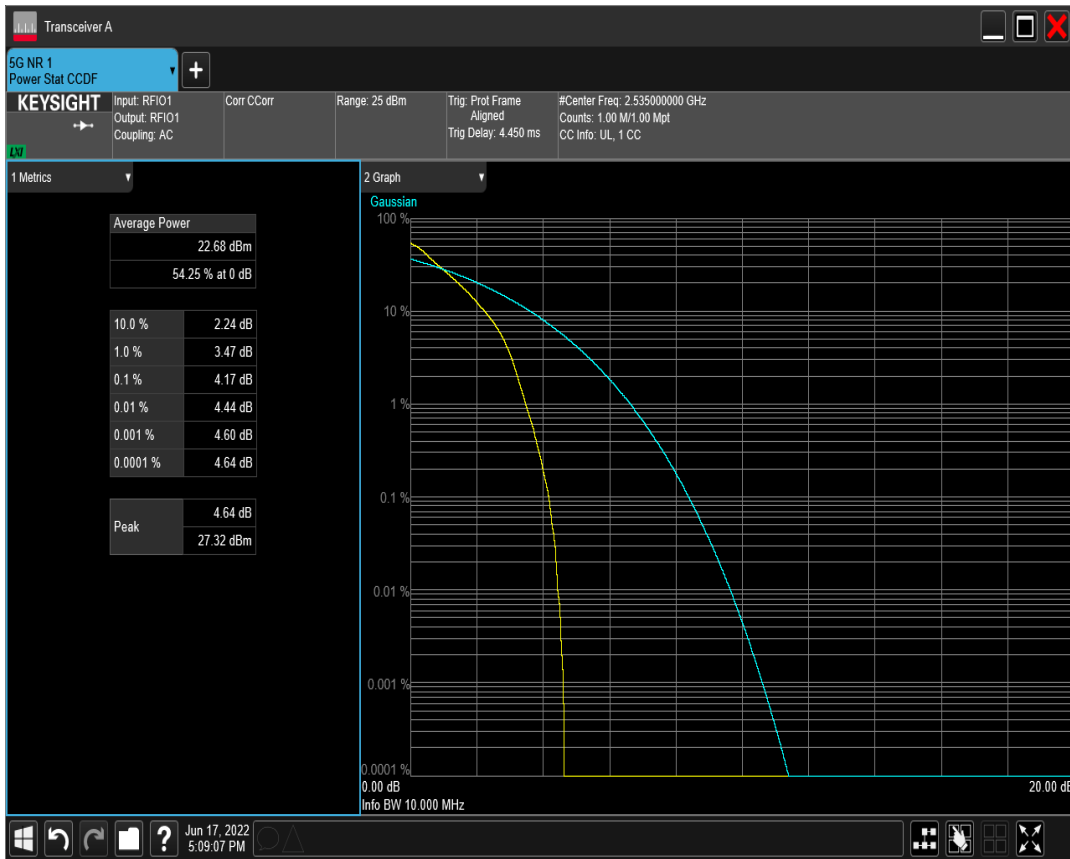 Transceiver A
5G NR 1
Power Stat CCDF
+
KEYSIGHT
LXI
Input: RFIO1
Output: RFIO1
Coupling: AC
Corr CCorr
Range: 25 dBm
Trig: Prot Frame
Aligned
Trig Delay: 4.450 ms
#Center Freq: 2.535000000 GHz
Counts: 1.00 M/1.00 Mpt
CC Info: UL, 1 CC
1 Metrics
Average Power
22.68 dBm
54.25 % at 0 dB
10.0 % 2.24 dB
1.0 % 3.47 dB
0.1 % 4.17 dB
0.01 % 4.44 dB
0.001 % 4.60 dB
0.0001 % 4.64 dB
Peak
4.64 dB
27.32 dBm
2 Graph
Gaussian
100 %
10 %
1 %
0.1 %
0.01 %
0.001 %
0.0001 %
0.00 dB
20.00 dB
Info BW 10.000 MHz
?
Jun 17, 2022
5:09:07 PM